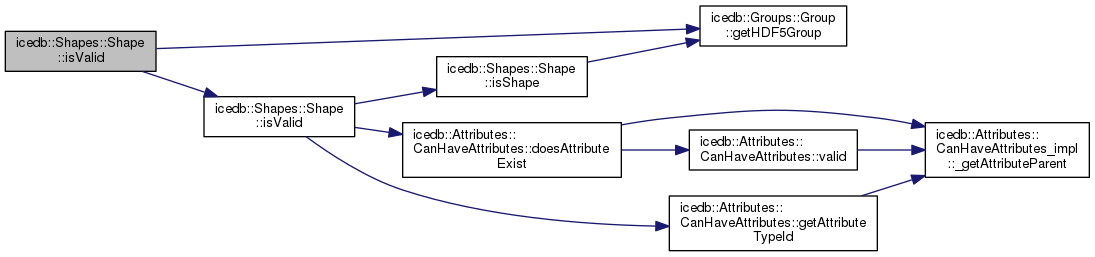 icedb::Shapes::Shape
::isValid
icedb::Groups::Group
::getHDF5Group
icedb::Shapes::Shape
::isShape
icedb::Shapes::Shape
::isValid
icedb::Attributes::
CanHaveAttributes::doesAttribute
Exist
icedb::Attributes::
CanHaveAttributes::valid
icedb::Attributes::
CanHaveAttributes_impl
::_getAttributeParent
icedb::Attributes::
CanHaveAttributes::getAttribute
TypeId